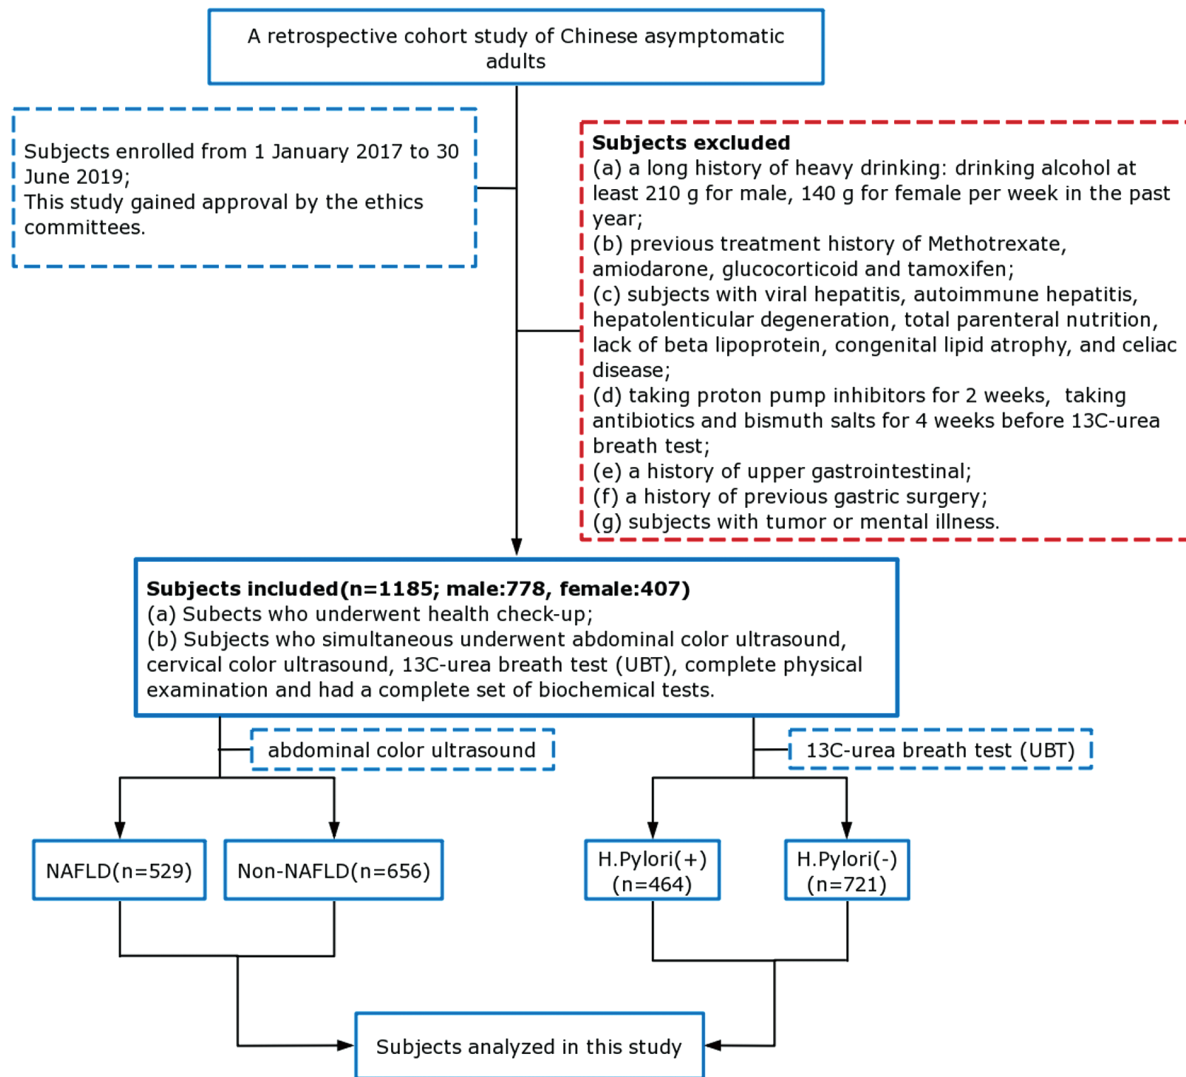 A retrospective cohort study of Chinese asymptomatic
adults
Subjects enrolled from 1 January 2017 to 30
June 2019;
This study gained approval by the ethics
committees.
Subjects excluded
(a) a long history of heavy drinking: drinking alcohol at
least 210 g for male, 140 g for female per week in the past
year;
(b) previous treatment history of Methotrexate,
amiodarone, glucocorticoid and tamoxifen;
(c) subjects with viral hepatitis, autoimmune hepatitis,
hepatolenticular degeneration, total parenteral nutrition,
lack of beta lipoprotein, congenital lipid atrophy, and celiac
disease;
(d) taking proton pump inhibitors for 2 weeks,  taking
antibiotics and bismuth salts for 4 weeks before 13C-urea
breath test;
(e) a history of upper gastrointestinal;
(f) a history of previous gastric surgery;
(g) subjects with tumor or mental illness.
Subjects included(n=1185; male:778, female:407)
(a) Subects who underwent health check-up;
(b) Subjects who simultaneous underwent abdominal color ultrasound,
cervical color ultrasound, 13C-urea breath test (UBT), complete physical
examination and had a complete set of biochemical tests.
abdominal color ultrasound
13C-urea breath test (UBT)
NAFLD(n=529)
Non-NAFLD(n=656)
H.Pylori(+)
(n=464)
H.Pylori(-)
(n=721)
Subjects analyzed in this study